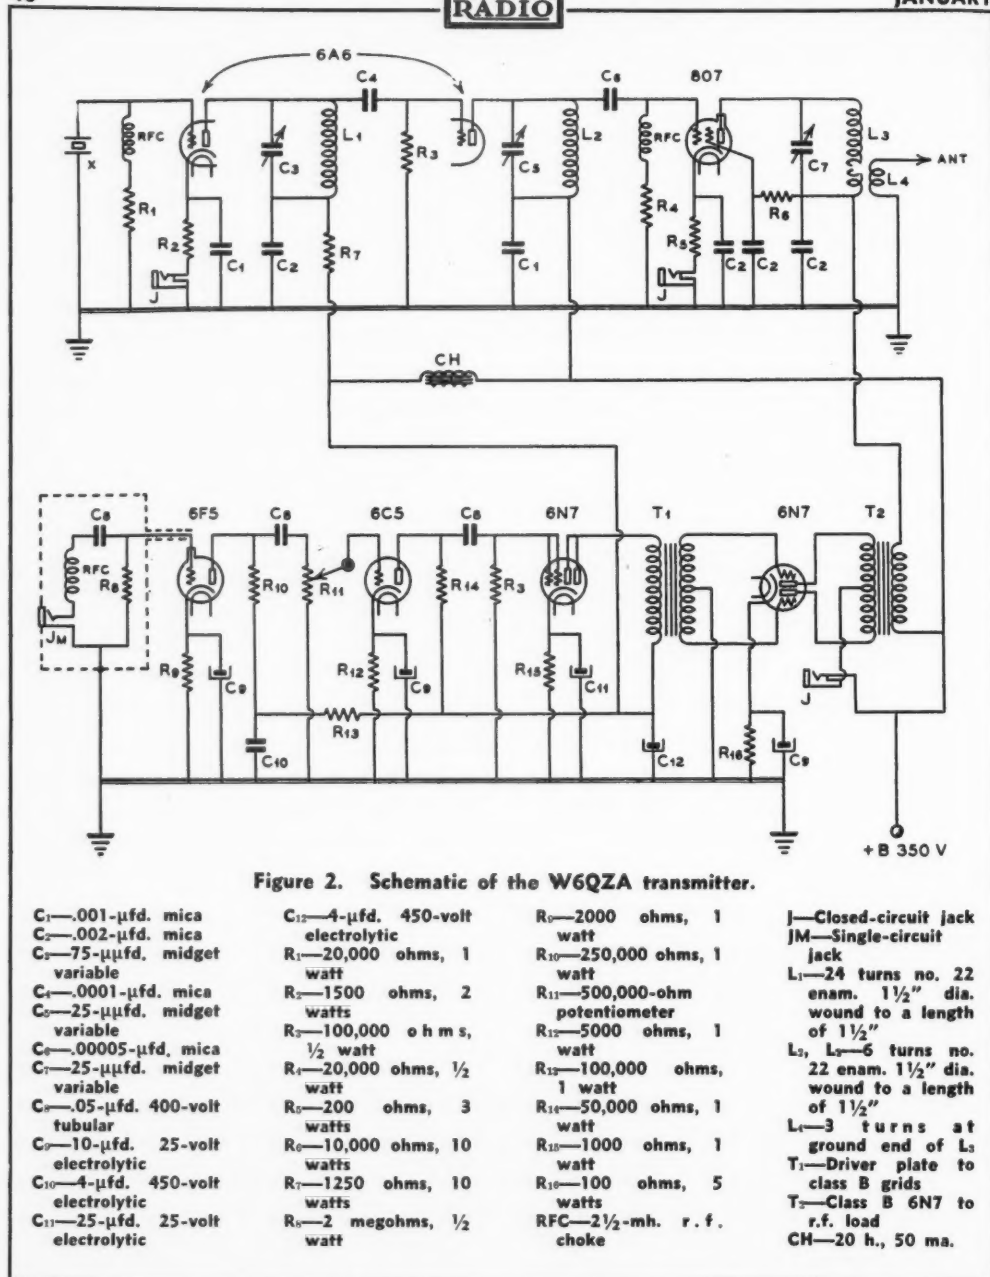 RADIO
JANUARY
6A6
C4
C6
807
RFC
L1
L2
RFC
L3
X
C3
R3
C5
C7
ANT
L4
R1
R4
R6
R2
C1
C2
R7
C1
R5
C2
C2
C2
J
J
CH
C8
6F5
C8
6C5
C8
6N7
T1
6N7
T2
RFC
R8
R10
R11
R14
R3
JM
R9
C9
R12
C9
R15
C11
J
R13
C10
C12
R16
C9
+B 350 V
Figure 2. Schematic of the W6QZA transmitter.
C1—.001-μfd. mica
C2—.002-μfd. mica
C3—75-μμfd. midget
variable
C4—.0001-μfd. mica
C5—25-μμfd. midget
variable
C6—.00005-μfd. mica
C7—25-μμfd. midget
variable
C8—.05-μfd. 400-volt
tubular
C9—10-μfd. 25-volt
electrolytic
C10—4-μfd. 450-volt
electrolytic
C11—25-μfd. 25-volt
electrolytic
C12—4-μfd. 450-volt
electrolytic
R1—20,000 ohms, 1
watt
R2—1500 ohms, 2
watts
R3—100,000 ohms,
½ watt
R4—20,000 ohms, ½
watt
R5—200 ohms, 3
watts
R6—10,000 ohms, 10
watts
R7—1250 ohms, 10
watts
R8—2 megohms, ½
watt
R9—2000 ohms, 1
watt
R10—250,000 ohms, 1
watt
R11—500,000-ohm
potentiometer
R12—5000 ohms, 1
watt
R13—100,000 ohms,
1 watt
R14—50,000 ohms, 1
watt
R15—1000 ohms, 1
watt
R16—100 ohms, 5
watts
RFC—2½-mh. r.f.
choke
J—Closed-circuit jack
JM—Single-circuit
jack
L1—24 turns no. 22
enam. 1½" dia.
wound to a length
of 1½"
L2, L3—6 turns no.
22 enam. 1½" dia.
wound to a length
of 1½"
L4—3 turns at
ground end of L3
T1—Driver plate to
class B grids
T2—Class B 6N7 to
r.f. load
CH—20 h., 50 ma.